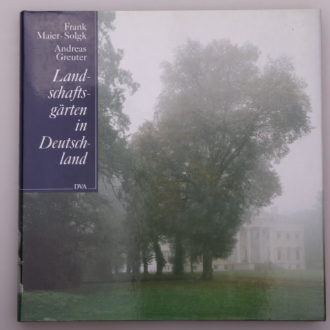 Frank
Maier-Solgk
Andreas
Greuter
Land-
schafts-
gärten
in
Deutsch-
land
DVA